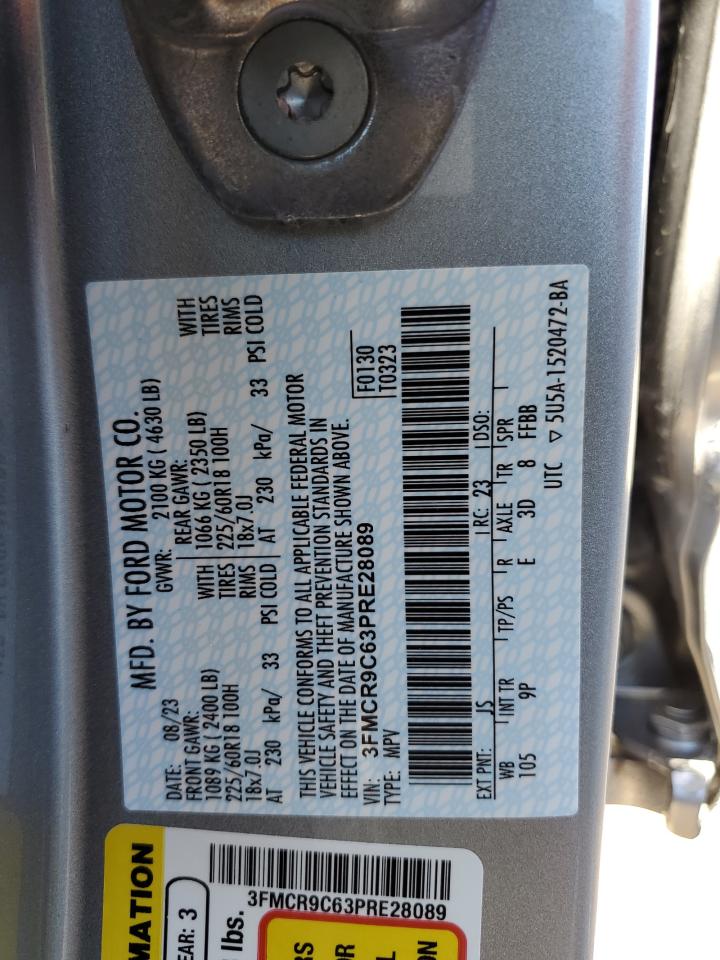 MFD. BY FORD MOTOR CO.
DATE: 08/23 GVWR: 2100 KG ( 4630 LB)
FRONT GAWR: REAR GAWR:
1089 KG ( 2400 LB) WITH 1066 KG ( 2350 LB) WITH
225/60R18 100H TIRES 225/60R18 100H TIRES
18x7.0J RIMS 18x7.0J RIMS
AT 230 kPa/ 33 PSI COLD AT 230 kPa/ 33 PSI COLD
THIS VEHICLE CONFORMS TO ALL APPLICABLE FEDERAL MOTOR
VEHICLE SAFETY AND THEFT PREVENTION STANDARDS IN
EFFECT ON THE DATE OF MANUFACTURE SHOWN ABOVE.
VIN: 3FMCR9C63PRE28089 F0130
TYPE: MPV T0323
EXT PNT: JS RC: 23 DSO:
WB INT TR TP/PS R AXLE TR SPR
105 9P E 3D 8 FFBB
UTC ▽ 5U5A-1520472-BA
MATION
EAR: 3
3FMCR9C63PRE28089
lbs.
RS
OR
L
ON